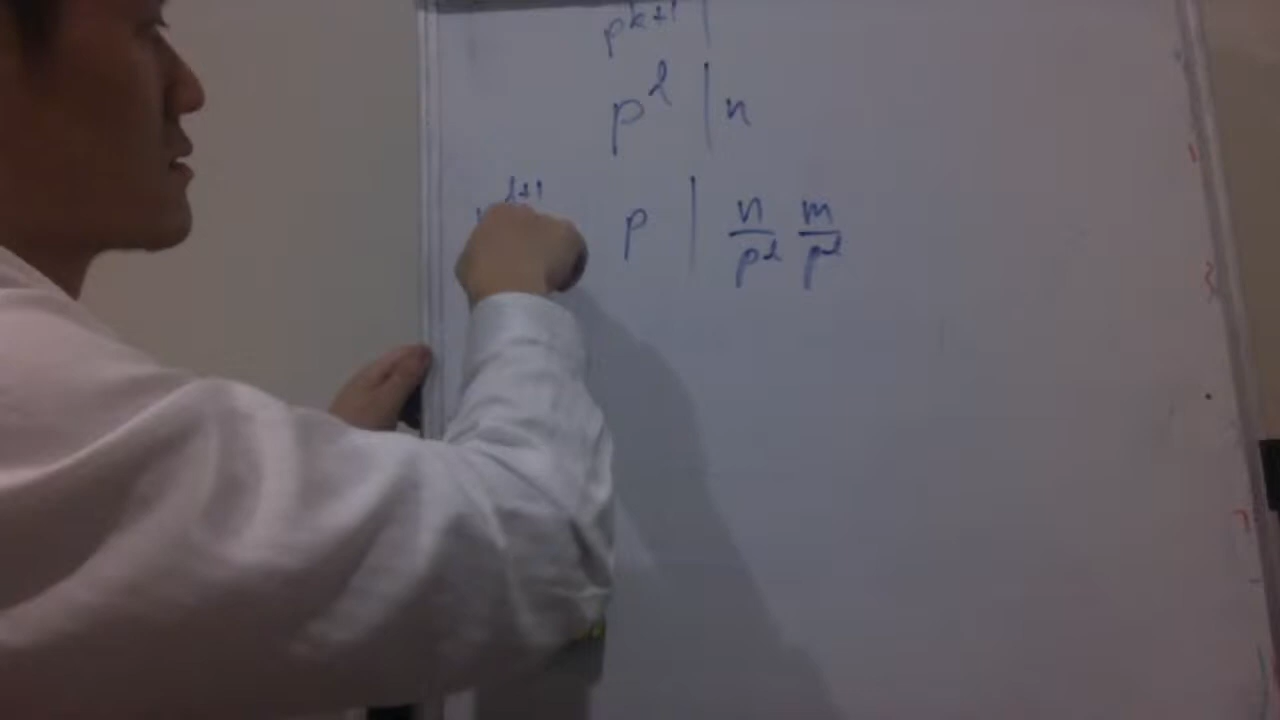 p^{k+1} |
p^l | n
l+1 p | n/p^l m/p^l